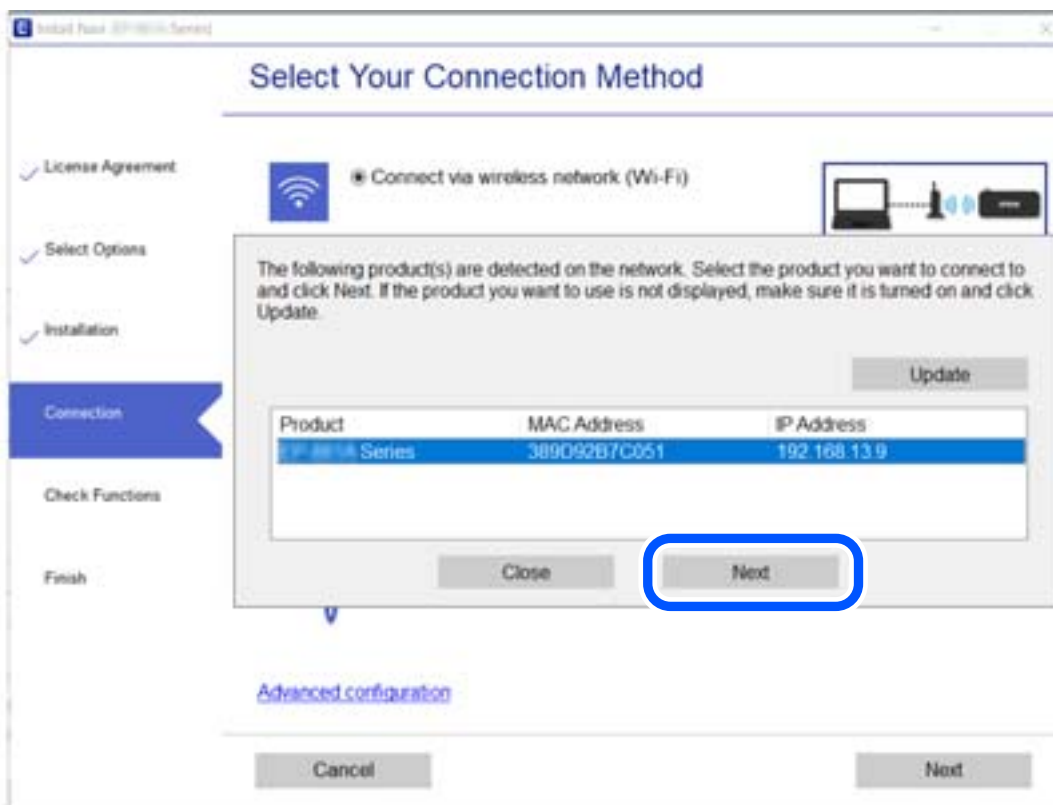 Select Your Connection Method
License Agreement
Select Options
Installation
Connection
Check Functions
Finish
Connect via wireless network (Wi-Fi)
The following product(s) are detected on the network. Select the product you want to connect to
and click Next. If the product you want to use is not displayed, make sure it is turned on and click
Update.
Update
Product MAC Address IP Address
Series 389D92B7C051 192.168.13.9
Close Next
Advanced configuration
Cancel Next